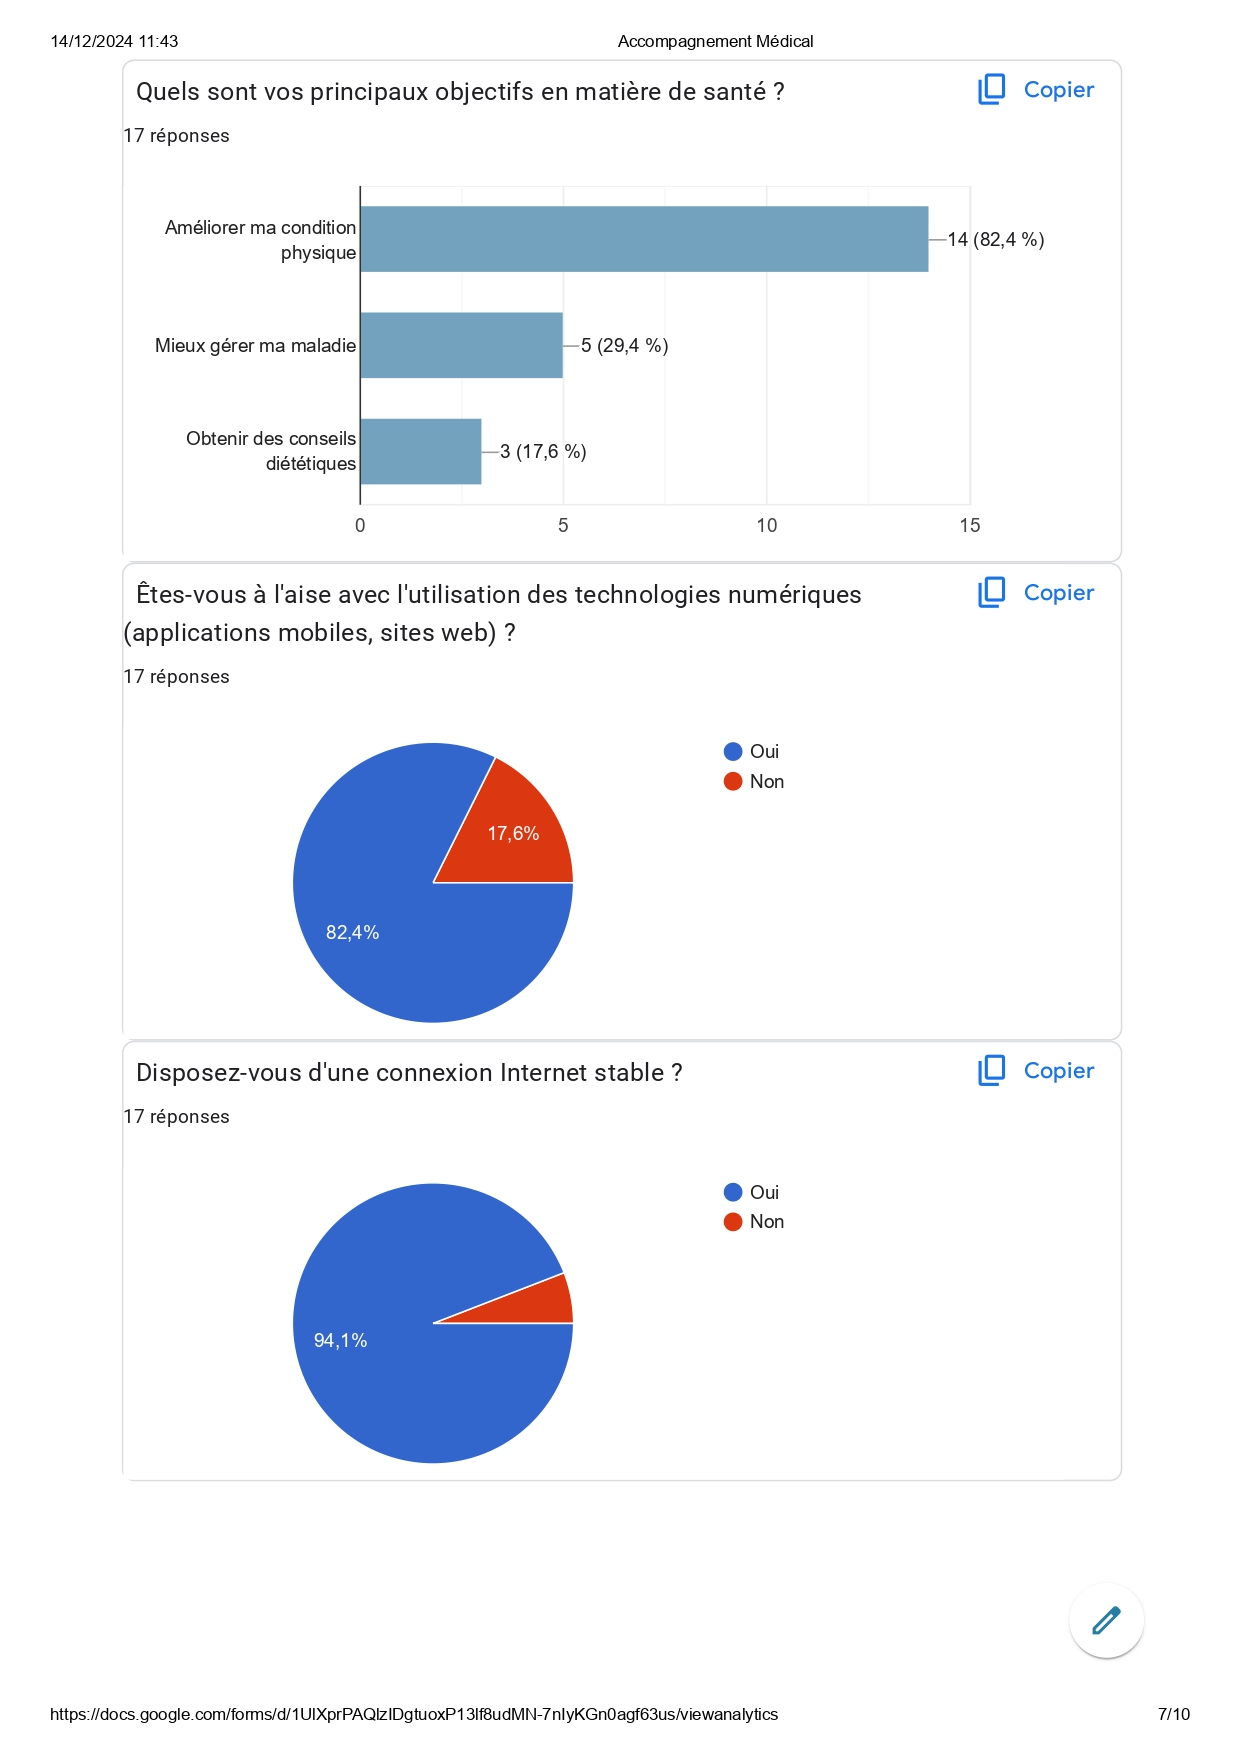 14/12/2024 11:43
Accompagnement Médical
Quels sont vos principaux objectifs en matière de santé ?
Copier
17 réponses
Améliorer ma condition
physique
14 (82,4 %)
Mieux gérer ma maladie
5 (29,4 %)
Obtenir des conseils
diététiques
3 (17,6 %)
0 5 10 15
Êtes-vous à l'aise avec l'utilisation des technologies numériques
(applications mobiles, sites web) ?
Copier
17 réponses
Oui
Non
17,6%
82,4%
Disposez-vous d'une connexion Internet stable ?
Copier
17 réponses
Oui
Non
94,1%
https://docs.google.com/forms/d/1UIXprPAQlzIDgtuoxP13lf8udMN-7nIyKGn0agf63us/viewanalytics
7/10